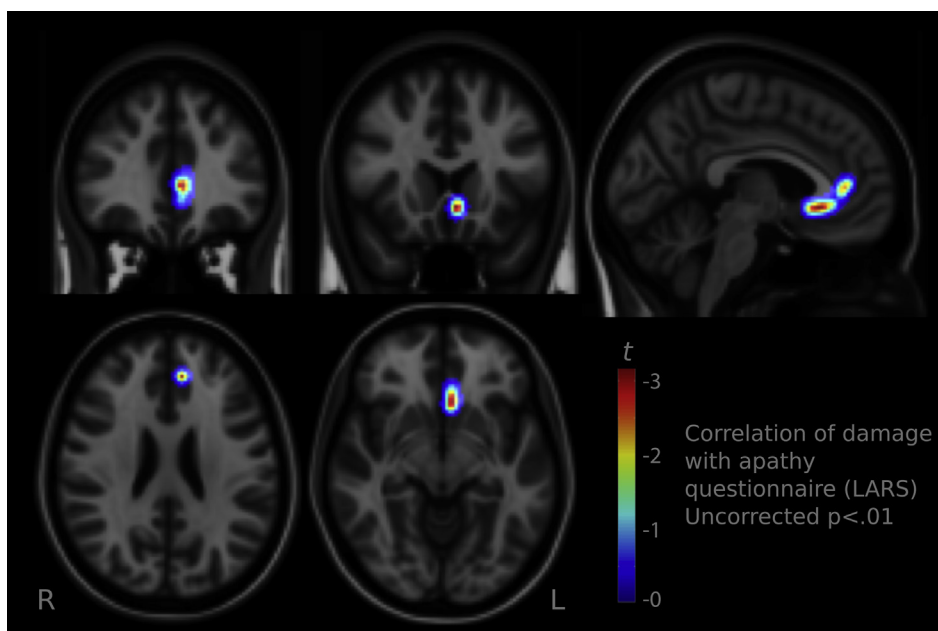 t
-3
-2
-1
-0
Correlation of damage
with apathy
questionnaire (LARS)
Uncorrected p<.01
R
L